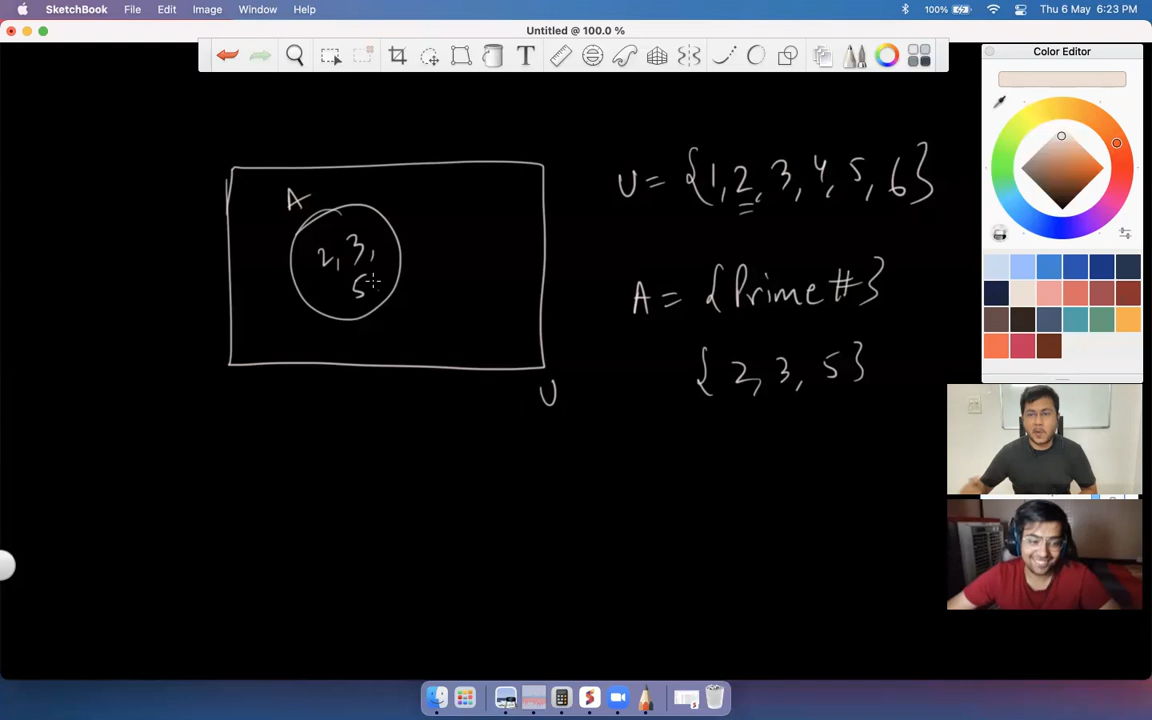 SketchBook File Edit Image Window Help 100% Thu 6 May 6:23 PM
Untitled @ 100.0 %
Color Editor
T
U = {1, 2, 3, 4, 5, 6}
A
2, 3,
5
A = {Prime #}
{2, 3, 5}
U